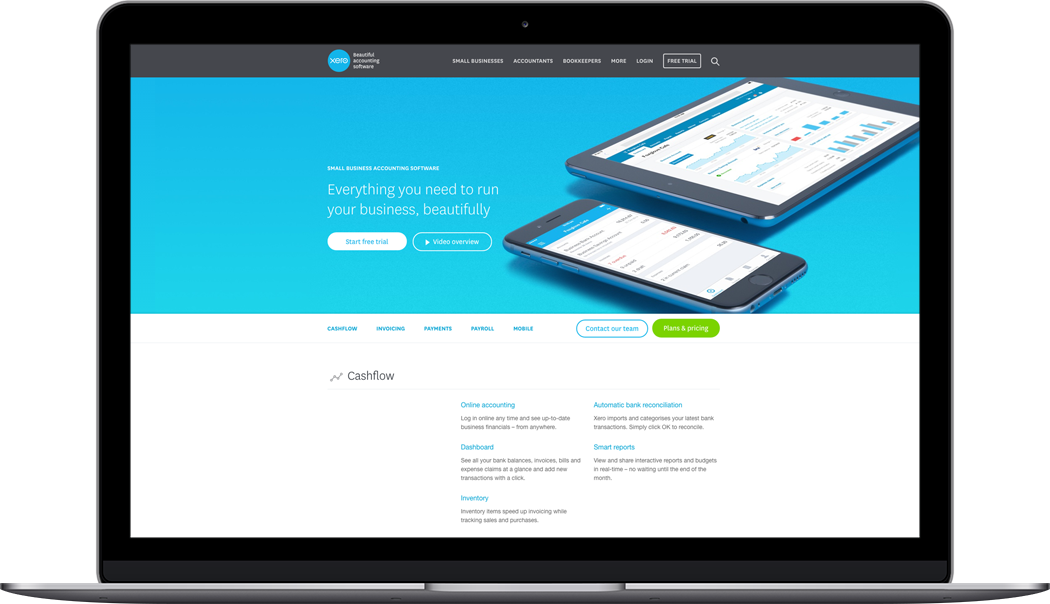 xero
Beautiful
accounting
software
SMALL BUSINESSES ACCOUNTANTS BOOKKEEPERS MORE LOGIN FREE TRIAL
SMALL BUSINESS ACCOUNTING SOFTWARE
Everything you need to run
your business, beautifully
Start free trial Video overview
CASHFLOW INVOICING PAYMENTS PAYROLL MOBILE Contact our team Plans & pricing
Cashflow
Online accounting
Log in online any time and see up-to-date
business financials – from anywhere.
Automatic bank reconciliation
Xero imports and categorises your latest bank
transactions. Simply click OK to reconcile.
Dashboard
See all your bank balances, invoices, bills and
expense claims at a glance and add new
transactions with a click.
Smart reports
View and share interactive reports and budgets
in real-time – no waiting until the end of the
month.
Inventory
Inventory items speed up invoicing while
tracking sales and purchases.